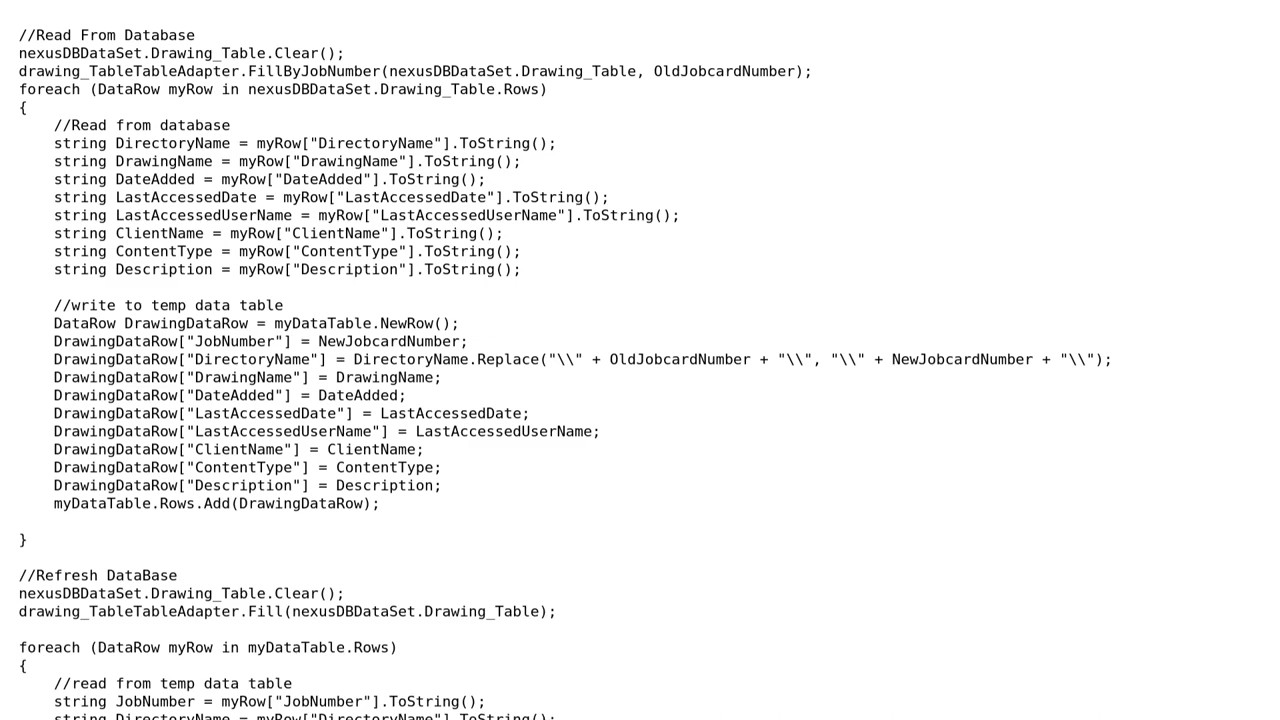 //Read From Database
nexusDBDataSet.Drawing_Table.Clear();
drawing_TableTableAdapter.FillByJobNumber(nexusDBDataSet.Drawing_Table, OldJobcardNumber);
foreach (DataRow myRow in nexusDBDataSet.Drawing_Table.Rows)
{
    //Read from database
    string DirectoryName = myRow["DirectoryName"].ToString();
    string DrawingName = myRow["DrawingName"].ToString();
    string DateAdded = myRow["DateAdded"].ToString();
    string LastAccessedDate = myRow["LastAccessedDate"].ToString();
    string LastAccessedUserName = myRow["LastAccessedUserName"].ToString();
    string ClientName = myRow["ClientName"].ToString();
    string ContentType = myRow["ContentType"].ToString();
    string Description = myRow["Description"].ToString();

    //write to temp data table
    DataRow DrawingDataRow = myDataTable.NewRow();
    DrawingDataRow["JobNumber"] = NewJobcardNumber;
    DrawingDataRow["DirectoryName"] = DirectoryName.Replace("\\" + OldJobcardNumber + "\\", "\\" + NewJobcardNumber + "\\");
    DrawingDataRow["DrawingName"] = DrawingName;
    DrawingDataRow["DateAdded"] = DateAdded;
    DrawingDataRow["LastAccessedDate"] = LastAccessedDate;
    DrawingDataRow["LastAccessedUserName"] = LastAccessedUserName;
    DrawingDataRow["ClientName"] = ClientName;
    DrawingDataRow["ContentType"] = ContentType;
    DrawingDataRow["Description"] = Description;
    myDataTable.Rows.Add(DrawingDataRow);

}

//Refresh DataBase
nexusDBDataSet.Drawing_Table.Clear();
drawing_TableTableAdapter.Fill(nexusDBDataSet.Drawing_Table);

foreach (DataRow myRow in myDataTable.Rows)
{
    //read from temp data table
    string JobNumber = myRow["JobNumber"].ToString();
    string DirectoryName = myRow["DirectoryName"].ToString();